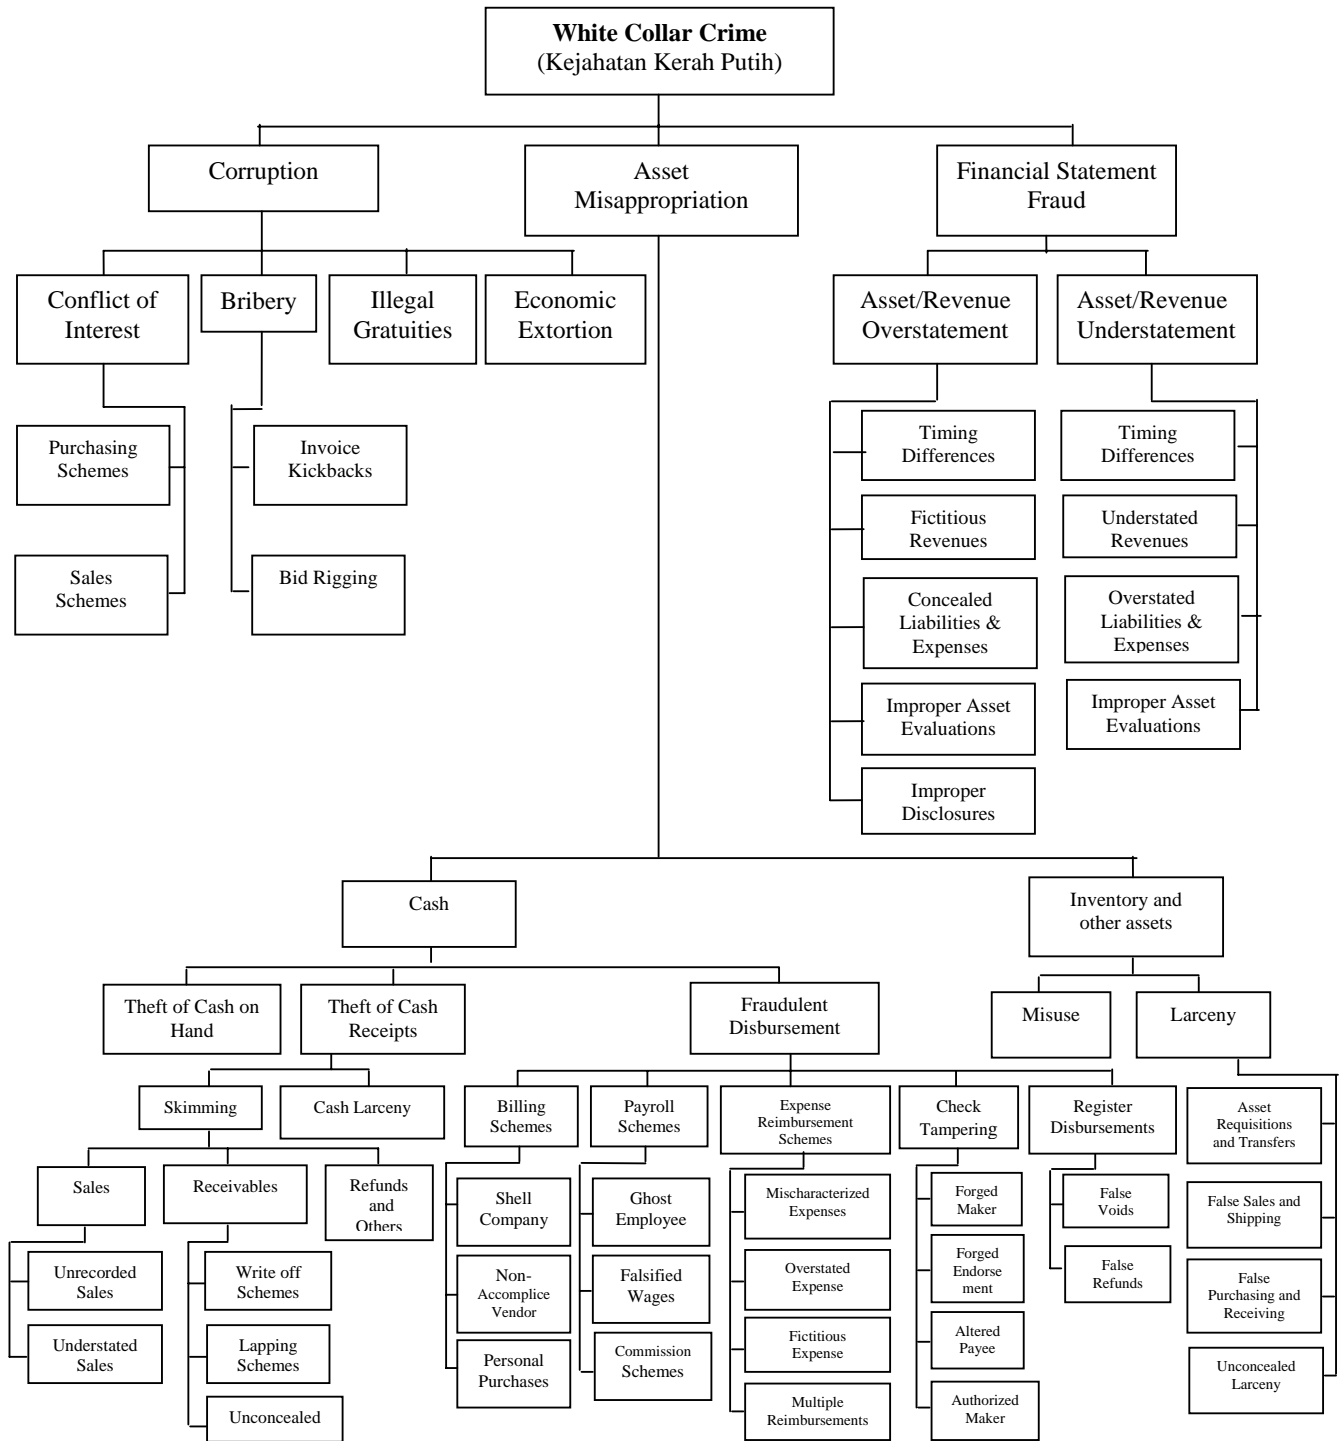 White Collar Crime
(Kejahatan Kerah Putih)
Corruption
Asset
Misappropriation
Financial Statement
Fraud
Conflict of
Interest
Bribery
Illegal
Gratuities
Economic
Extortion
Asset/Revenue
Overstatement
Asset/Revenue
Understatement
Purchasing
Schemes
Sales
Schemes
Invoice
Kickbacks
Bid Rigging
Timing
Differences
Fictitious
Revenues
Concealed
Liabilities &
Expenses
Improper Asset
Evaluations
Improper
Disclosures
Timing
Differences
Understated
Revenues
Overstated
Liabilities &
Expenses
Improper Asset
Evaluations
Cash
Inventory and
other assets
Theft of Cash on
Hand
Theft of Cash
Receipts
Fraudulent
Disbursement
Misuse
Larceny
Skimming
Cash Larceny
Billing
Schemes
Payroll
Schemes
Expense
Reimbursement
Schemes
Check
Tampering
Register
Disbursements
Asset
Requisitions
and Transfers
False Sales and
Shipping
False
Purchasing and
Receiving
Unconcealed
Larceny
Sales
Receivables
Refunds
and
Others
Unrecorded
Sales
Understated
Sales
Write off
Schemes
Lapping
Schemes
Unconcealed
Shell
Company
Non-
Accomplice
Vendor
Personal
Purchases
Ghost
Employee
Falsified
Wages
Commission
Schemes
Mischaracterized
Expenses
Overstated
Expense
Fictitious
Expense
Multiple
Reimbursements
Forged
Maker
Forged
Endorse
ment
Altered
Payee
Authorized
Maker
False
Voids
False
Refunds